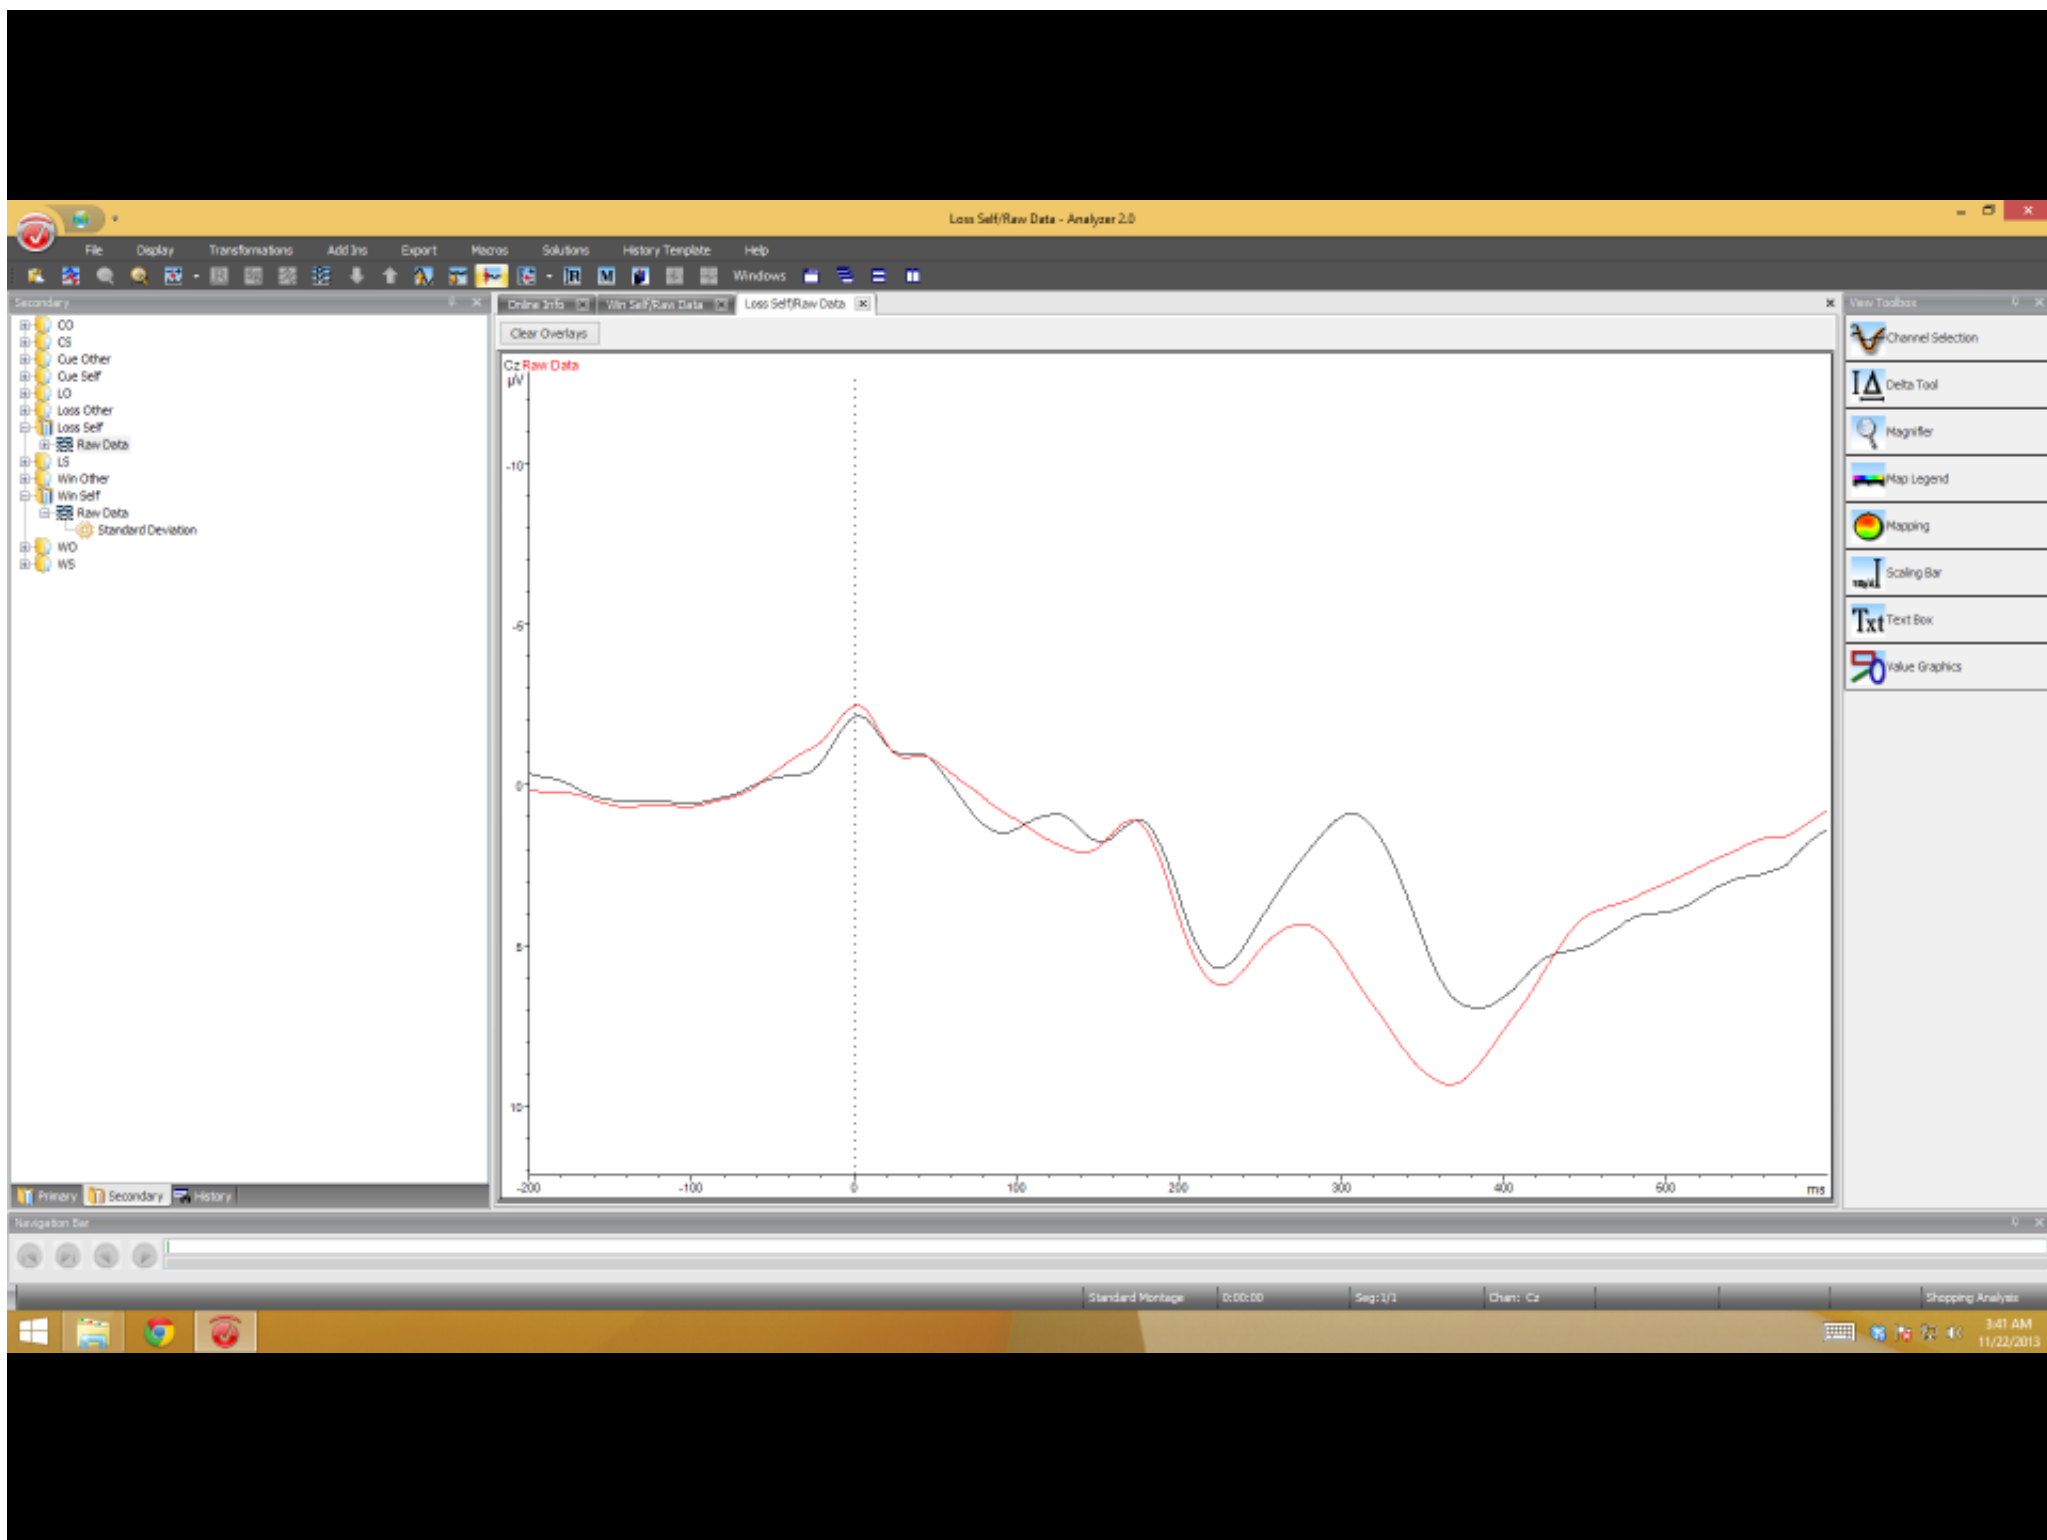 Loss Self/Raw Data - Analyzer 2.0
File Display Transformations Add Ins Export Macros Solutions History Template Help
Windows
Secondary
CO
CS
Cue Other
Cue Self
LO
Loss Other
Loss Self
Raw Data
LS
Win Other
Win Self
Raw Data
Standard Deviation
WO
WS
Primary Secondary History
Online Info Win Self/Raw Data Loss Self/Raw Data
Clear Overlays
Cz Raw Data
µV
-10
-5
0
5
10
-200 -100 0 100 200 300 400 500 ms
View Toolbox
Channel Selection
Delta Tool
Magnifier
Map Legend
Mapping
Scaling Bar
Txt Text Box
Value Graphics
Navigation Bar
Standard Montage 0:00:00 Seg:1/1 Chan: Cz Shopping Analysis
3:41 AM
11/22/2013